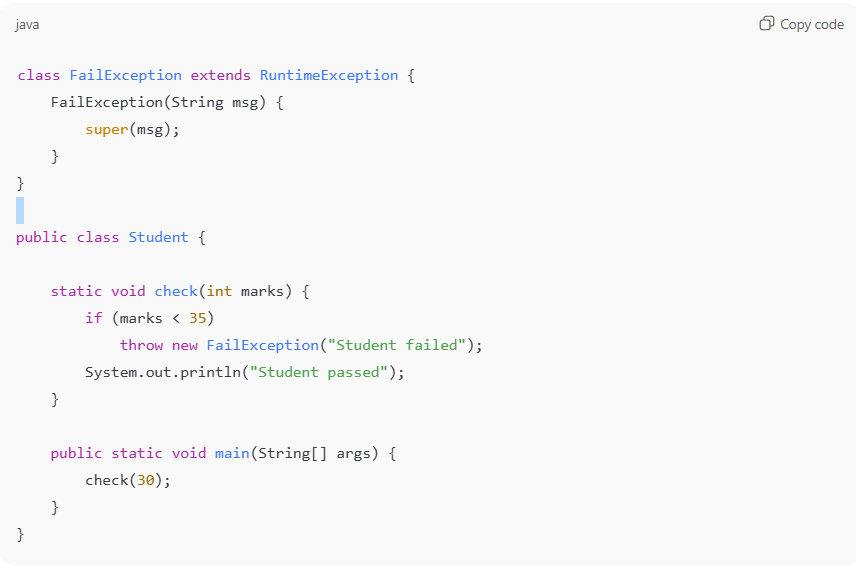 java
Copy code
class FailException extends RuntimeException {
    FailException(String msg) {
        super(msg);
    }
}
public class Student {
    static void check(int marks) {
        if (marks < 35)
            throw new FailException("Student failed");
        System.out.println("Student passed");
    }
    public static void main(String[] args) {
        check(30);
    }
}